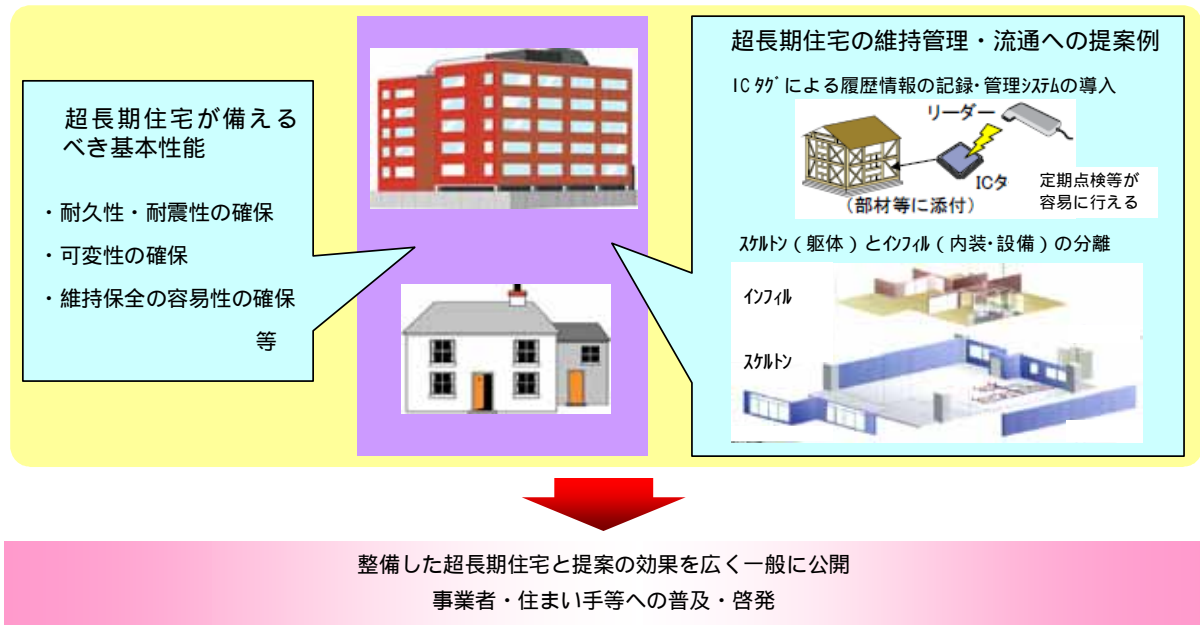 超長期住宅が備える
べき基本性能
・耐久性・耐震性の確保
・可変性の確保
・維持保全の容易性の確保
等
超長期住宅の維持管理・流通への提案例
ICﾀｸﾞによる履歴情報の記録・管理ｼｽﾃﾑの導入
リーダー
ICタ
(部材等に添付)
定期点検等が
容易に行える
ｽｹﾙﾄﾝ(躯体)とｲﾝﾌｨﾙ(内装・設備)の分離
ｲﾝﾌｨﾙ
ｽｹﾙﾄﾝ
整備した超長期住宅と提案の効果を広く一般に公開
事業者・住まい手等への普及・啓発